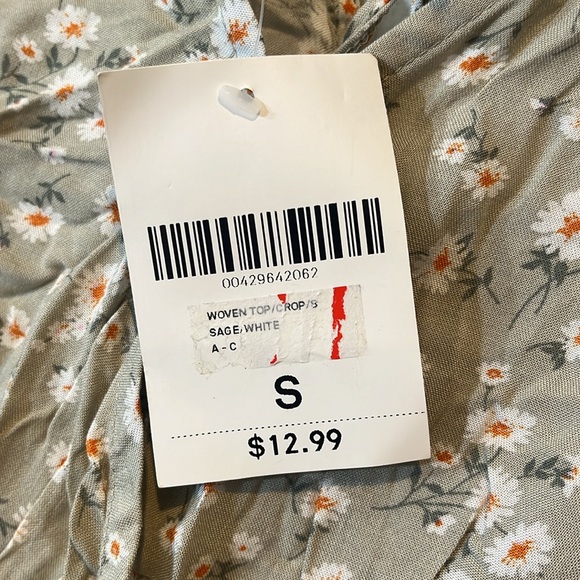 00429642062
WOVEN TOP/CROP/B
SAGE/WHITE
A - C
S
$12.99